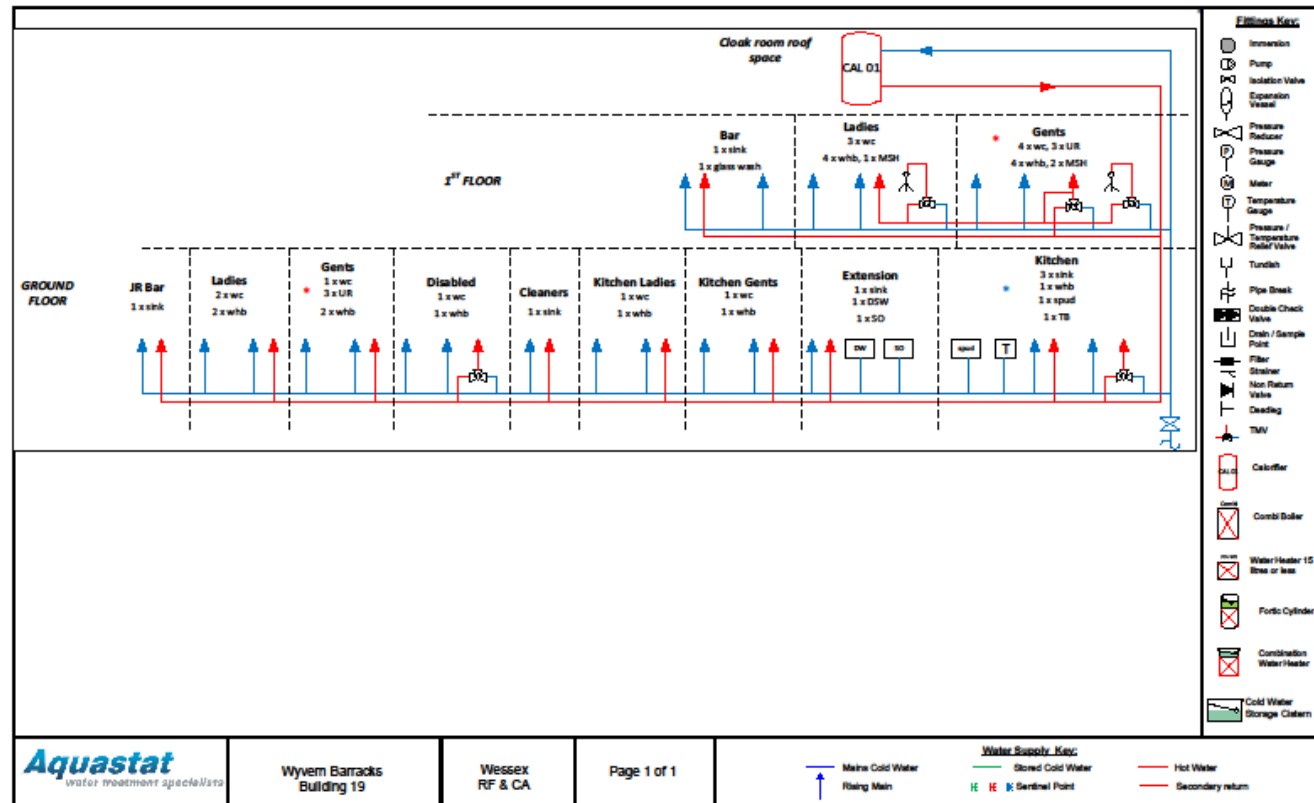 Cloak room roof
space
CAL 01
Bar
1 x sink
1 x glass wash
Ladies
3 x wc
4 x whb, 1 x MSH
*
Gents
4 x wc, 3 x UR
4 x whb, 2 x MSH
1ST FLOOR
GROUND
FLOOR
JR Bar
1 x sink
Ladies
2 x wc
2 x whb
*
Gents
1 x wc
3 x UR
2 x whb
Disabled
1 x wc
1 x whb
Cleaners
1 x sink
Kitchen Ladies
1 x wc
1 x whb
Kitchen Gents
1 x wc
1 x whb
Extension
1 x sink
1 x DSW
1 x SO
*
Kitchen
3 x sink
1 x whb
1 x spud
1 x TB
DW
SO
spud
T
Fittings Key:
Immersion
Pump
Isolation Valve
Expansion
Vessel
Pressure
Reducer
P
Pressure
Gauge
M
Meter
T
Temperature
Gauge
Pressure /
Temperature
Relief Valve
Tundish
Pipe Break
Double Check
Valve
Drain / Sample
Point
Filter
Strainer
Non Return
Valve
Deadleg
TMV
CAL 01
Calorifier
Combi
Combi Boiler
Water Heater 15
litres or less
Fortic Cylinder
Combination
Water Heater
Cold Water
Storage Cistern
Aquastat
water treatment specialists
Wyvern Barracks
Building 19
Wessex
RF & CA
Page 1 of 1
Water Supply Key:
Mains Cold Water
Stored Cold Water
Hot Water
Rising Main
Sentinel Point
Secondary return